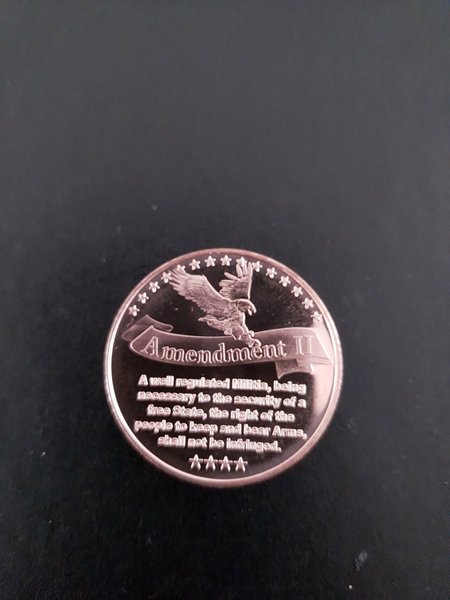 Amendment II
A well regulated Militia, being
necessary to the security of a
free State, the right of the
people to keep and bear Arms,
shall not be infringed.